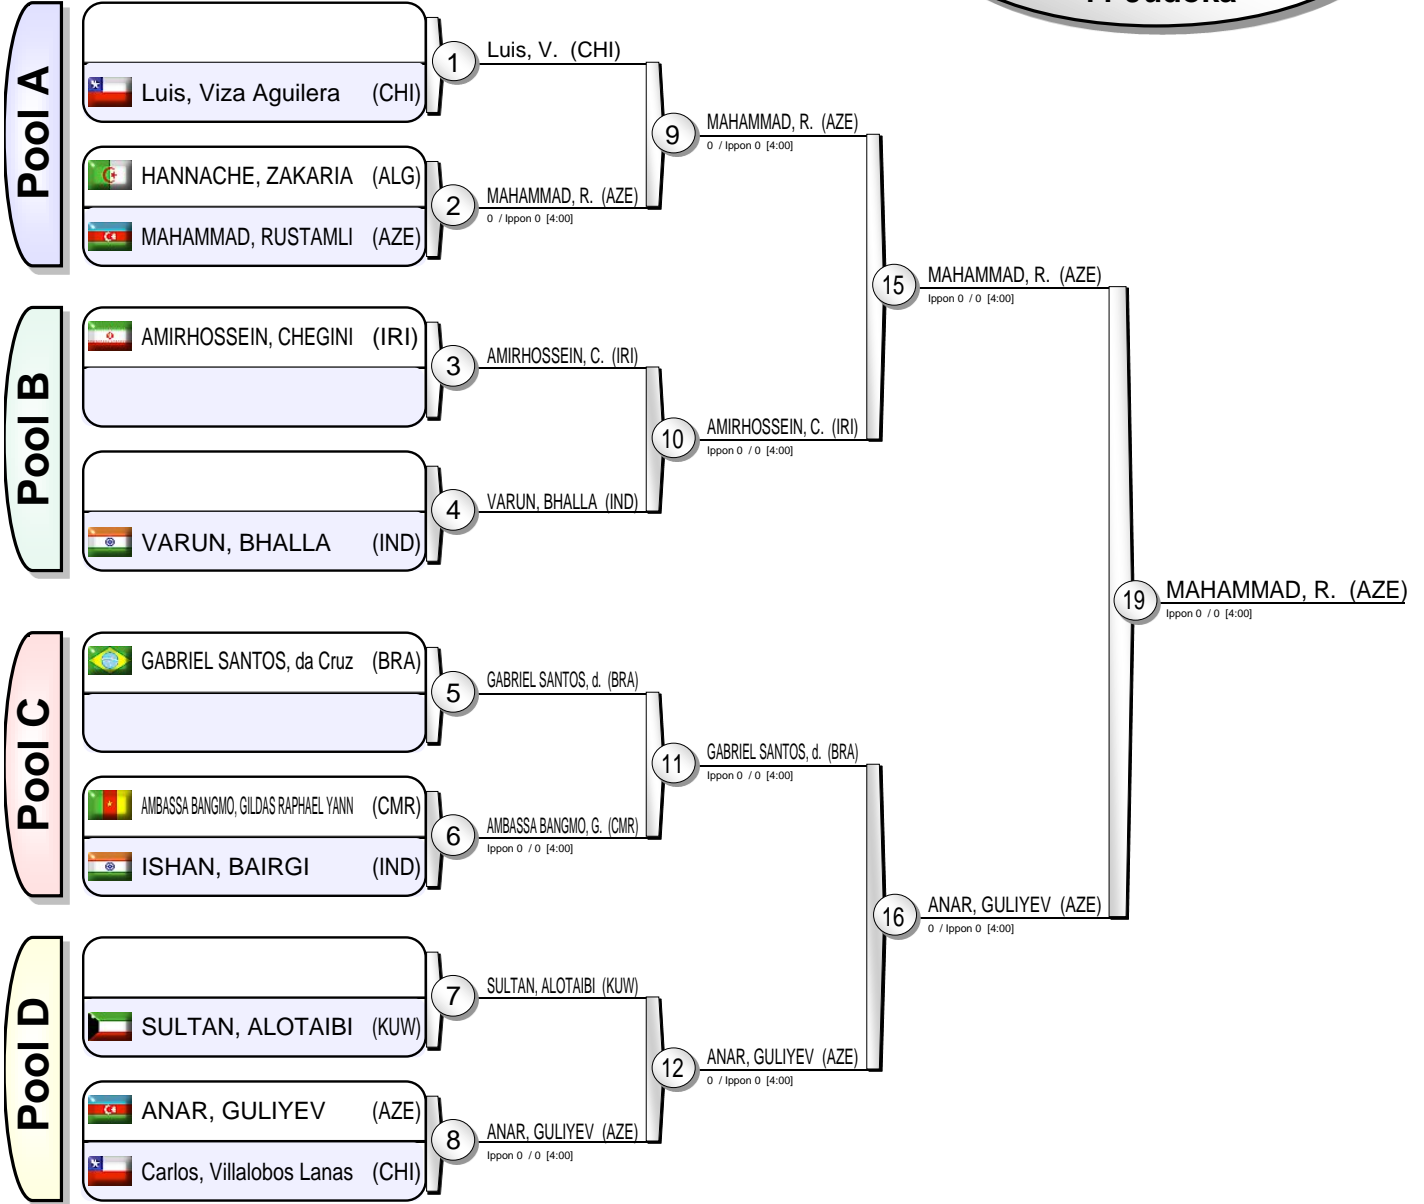 Pool A
Luis, Viza Aguilera (CHI)
HANNACHE, ZAKARIA (ALG)
MAHAMMAD, RUSTAMLI (AZE)
1
Luis, V. (CHI)
2
MAHAMMAD, R. (AZE)
0 / Ippon 0 [4:00]
9
MAHAMMAD, R. (AZE)
0 / Ippon 0 [4:00]
Pool B
AMIRHOSSEIN, CHEGINI (IRI)
VARUN, BHALLA (IND)
3
AMIRHOSSEIN, C. (IRI)
4
VARUN, BHALLA (IND)
10
AMIRHOSSEIN, C. (IRI)
Ippon 0 / 0 [4:00]
15
MAHAMMAD, R. (AZE)
Ippon 0 / 0 [4:00]
Pool C
GABRIEL SANTOS, da Cruz (BRA)
AMBASSA BANGMO, GILDAS RAPHAEL YANN (CMR)
ISHAN, BAIRGI (IND)
5
GABRIEL SANTOS, d. (BRA)
6
AMBASSA BANGMO, G. (CMR)
Ippon 0 / 0 [4:00]
11
GABRIEL SANTOS, d. (BRA)
Ippon 0 / 0 [4:00]
Pool D
SULTAN, ALOTAIBI (KUW)
ANAR, GULIYEV (AZE)
Carlos, Villalobos Lanas (CHI)
7
SULTAN, ALOTAIBI (KUW)
8
ANAR, GULIYEV (AZE)
Ippon 0 / 0 [4:00]
12
ANAR, GULIYEV (AZE)
0 / Ippon 0 [4:00]
16
ANAR, GULIYEV (AZE)
0 / Ippon 0 [4:00]
19
MAHAMMAD, R. (AZE)
Ippon 0 / 0 [4:00]